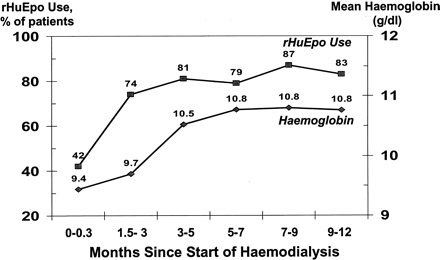 rHuEpo Use,
% of patients
Mean Haemoglobin
(g/dl)
100
80
60
40
20
12
11
10
9
rHuEpo Use
42
74
81
79
87
83
Haemoglobin
9.4
9.7
10.5
10.8
10.8
10.8
0-0.3 1.5- 3 3-5 5-7 7-9 9-12
Months Since Start of Haemodialysis